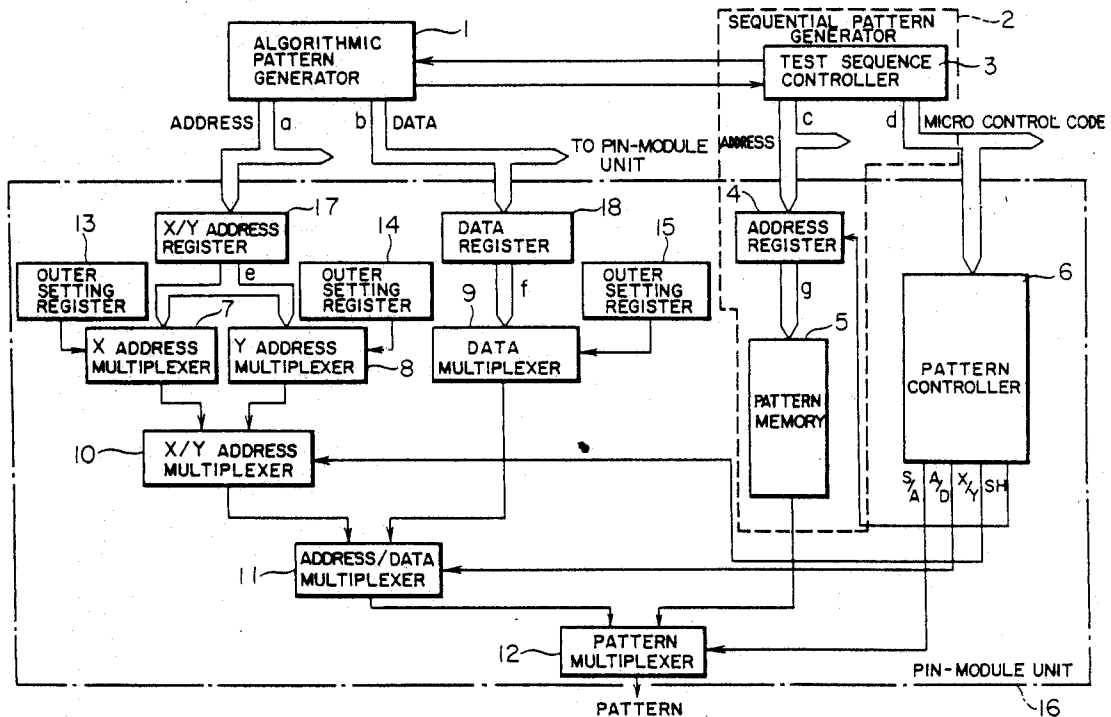 1
ALGORITHMIC
PATTERN
GENERATOR
SEQUENTIAL PATTERN
GENERATOR
2
TEST SEQUENCE
CONTROLLER
3
ADDRESS
a
b
DATA
TO PIN-MODULE
UNIT
ADDRESS
c
d
MICRO CONTROL CODE
17
X/Y ADDRESS
REGISTER
18
DATA
REGISTER
4
ADDRESS
REGISTER
13
OUTER
SETTING
REGISTER
14
OUTER
SETTING
REGISTER
15
OUTER
SETTING
REGISTER
e
f
g
6
PATTERN
CONTROLLER
7
X ADDRESS
MULTIPLEXER
Y ADDRESS
MULTIPLEXER
8
9
DATA
MULTIPLEXER
5
PATTERN
MEMORY
10
X/Y ADDRESS
MULTIPLEXER
S/A
A/D
X/Y
SH
11
ADDRESS/DATA
MULTIPLEXER
12
PATTERN
MULTIPLEXER
PATTERN
PIN-MODULE UNIT
16